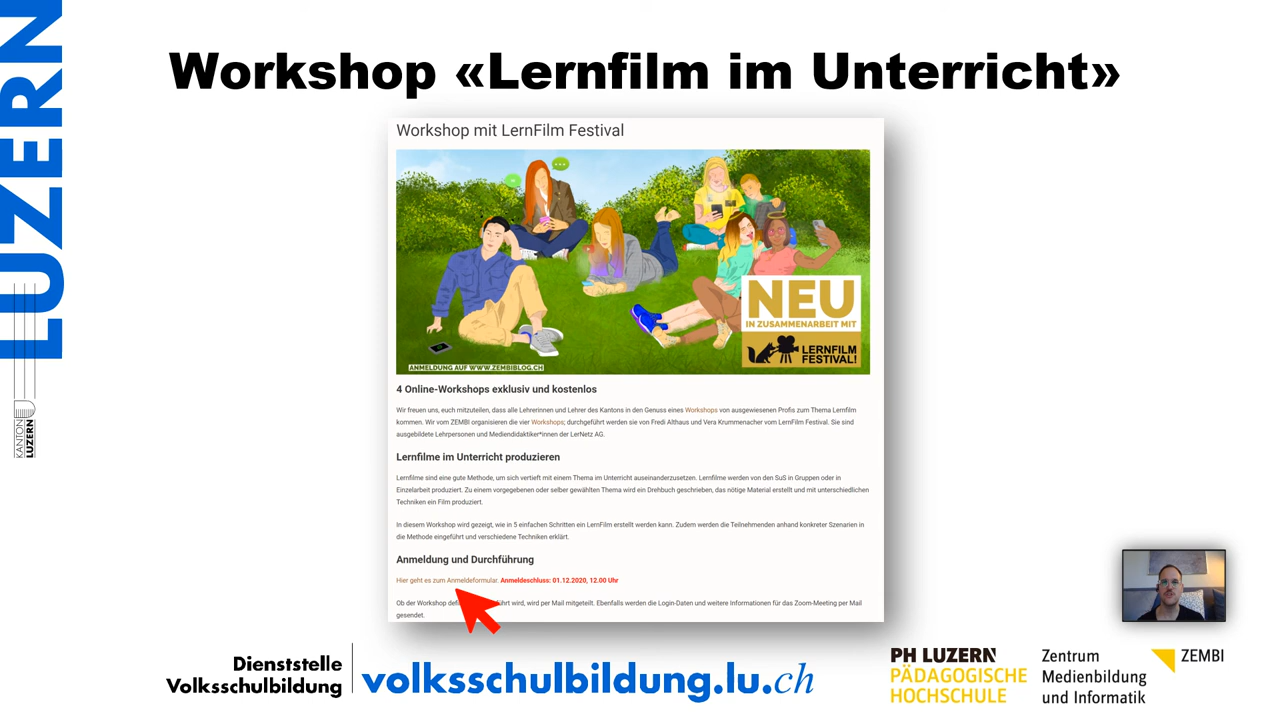 LUZERN
KANTON
LUZERN
Workshop «Lernfilm im Unterricht»
Workshop mit LernFilm Festival
NEU
IN ZUSAMMENARBEIT MIT
LERNFILM
FESTIVAL!
ANMELDUNG AUF WWW.ZEMBIBLOG.CH
4 Online-Workshops exklusiv und kostenlos
Wir freuen uns, euch mitzuteilen, dass alle Lehrerinnen und Lehrer des Kantons in den Genuss eines Workshops von ausgewiesenen Profis zum Thema Lernfilm
kommen. Wir vom ZEMBI organisieren die vier Workshops; durchgeführt werden sie von Fredi Althaus und Vera Krummenacher vom LernFilm Festival. Sie sind
ausgebildete Lehrpersonen und Mediendidaktiker*innen der LerNetz AG.
Lernfilme im Unterricht produzieren
Lernfilme sind eine gute Methode, um sich vertieft mit einem Thema im Unterricht auseinanderzusetzen. Lernfilme werden von den SuS in Gruppen oder in
Einzelarbeit produziert. Zu einem vorgegebenen oder selber gewählten Thema wird ein Drehbuch geschrieben, das nötige Material erstellt und mit unterschiedlichen
Techniken ein Film produziert.
In diesem Workshop wird gezeigt, wie in 5 einfachen Schritten ein LernFilm erstellt werden kann. Zudem werden die Teilnehmenden anhand konkreter Szenarien in
die Methode eingeführt und verschiedene Techniken erklärt.
Anmeldung und Durchführung
Hier geht es zum Anmeldeformular. Anmeldeschluss: 01.12.2020, 12.00 Uhr
Ob der Workshop wird, wird per Mail mitgeteilt. Ebenfalls werden die Login-Daten und weitere Informationen für das Zoom-Meeting per Mail
gesendet.
Dienststelle
Volksschulbildung
volksschulbildung.lu.ch
PH LUZERN
PÄDAGOGISCHE
HOCHSCHULE
Zentrum
Medienbildung
und Informatik
ZEMBI